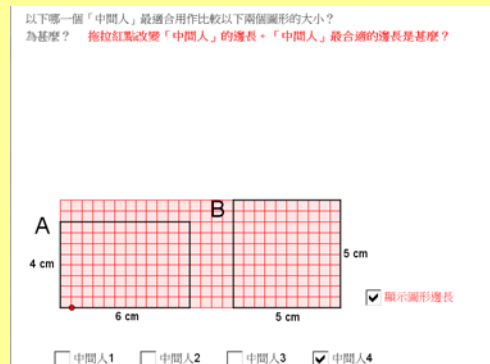 以下哪一個「中間人」最適合用作比較以下兩個圖形的大小？
為甚麼？ 拖拉紅點改變「中間人」的邊長。「中間人」最合適的邊長是甚麼？
A B
4 cm 5 cm
顯示圖形邊長
6 cm 5 cm
中間人1 中間人2 中間人3 中間人4